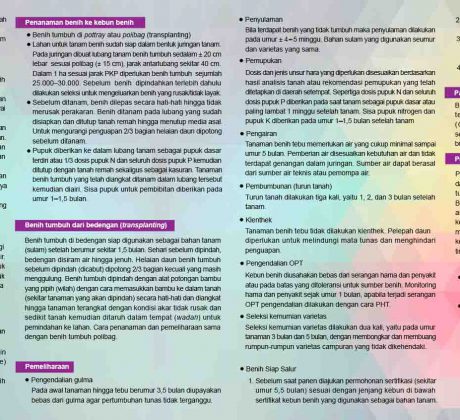 Penanaman benih ke kebun benih
• Benih tumbuh di pottray atau polibag (transplanting)
• Lahan untuk tanam benih sudah siap dalam bentuk juringan tanam.
Pada juringan dibuat lubang tanam benih tumbuh sedalam ± 20 cm
lebar sesuai polibag (± 15 cm), jarak antarlubang sekitar 40 cm.
Dalam 1 ha sesuai jarak PKP diperlukan benih tumbuh sejumlah
25.000–30.000. Sebelum benih dipindahkan terlebih dahulu
dilakukan seleksi untuk mengeluarkan benih yang rusak/tidak layak.
• Sebelum ditanam, benih dilepas secara hati-hati hingga tidak
merusak perakaran. Benih ditanam pada lubang yang sudah
disiapkan dan ditutup tanah remah hingga menutup media asal.
Untuk mengurangi penguapan 2/3 bagian helaian daun dipotong
sebelum ditanam.
• Pupuk diberikan ke dalam lubang tanam sebagai pupuk dasar
terdiri atau 1/3 dosis pupuk N dan seluruh dosis pupuk P kemudian
ditutup dengan tanah remah sekaligus sebagai kasuran. Tanaman
benih tumbuh yang telah diangkat ditanam dalam lubang tersebut
kemudian diairi. Sisa pupuk untuk pembibitan diberikan pada
umur 1–1,5 bulan.
Benih tumbuh dari bedengan (transplanting)
Benih tumbuh di bedengan siap digunakan sebagai bahan tanam
(sulam) setelah berumur sekitar 1,5 bulan. Sehari sebelum dipindah,
bedengan disiram air hingga jenuh. Helaian daun benih tumbuh
sebelum dipindah (dicabut) dipotong 2/3 bagian kecuali yang masih
menggulung. Benih tumbuh dipindah dengan alat potongan bambu
yang pipih (wilah) dengan cara memasukkan bambu ke dalam tanah
(sekitar tanaman yang akan dipindah) secara hati-hati dan diangkat
hingga tanaman terangkat dengan kondisi akar tidak rusak dan
sedikit tanah kemudian ditaruh dalam tempat (wadah) untuk
pemindahan ke lahan. Cara penanaman dan pemeliharaan sama
dengan benih tumbuh polibag.
Pemeliharaan
• Pengendalian gulma
Pada awal tanaman hingga tebu berumur 3,5 bulan diupayakan
bebas dari gulma agar pertumbuhan tunas tidak terganggu.
• Penyulaman
Bila terdapat benih yang tidak tumbuh maka penyulaman dilakukan
pada umur ± 4–5 minggu. Bahan sulam yang digunakan seumur
dan varietas yang sama.
• Pemupukan
Dosis dan jenis unsur hara yang diperlukan disesuaikan berdasarkan
hasil analisis tanah atau rekomendasi pemupukan yang telah
ditetapkan di daerah setempat. Sepertiga dosis pupuk N dan seluruh
dosis pupuk P diberikan pada saat tanam sebagai pupuk dasar atau
paling lambat 1 minggu setelah tanam. Sisa pupuk nitrogen dan
pupuk K diberikan pada umur 1–1,5 bulan setelah tanam
• Pengairan
Tanaman benih tebu memerlukan air yang cukup minimal sampai
umur 5 bulan. Pemberian air disesuaikan kebutuhan air dan tidak
terdapat genangan dalam juringan. Sumber air dapat berasal
dari sumber air teknis atau pemompa air.
• Pembumbunan (turun tanah)
Turun tanah dilakukan tiga kali, yaitu 1, 2, dan 3 bulan setelah
tanam.
• Klenthek
Tanaman benih tebu tidak dilakukan klenthek. Pelepah daun
diperlukan untuk melindungi mata tunas dan menghindari
penguapan.
• Pengendalian OPT
Kebun benih diusahakan bebas dari serangan hama dan penyakit
atau pada batas yang ditoleransi untuk sumber benih. Monitoring
hama dan penyakit sejak umur 1 bulan, apabila terjadi serangan
OPT pengendalian dilakukan dengan cara PHT.
• Seleksi kemurnian varietas
Seleksi kemurnian varietas dilakukan dua kali, yaitu pada umur
tanaman 3 bulan dan 5 bulan, dengan membongkar dan membuang
rumpun-rumpun varietas campuran yang tidak dikehendaki.
• Benih Siap Salur
1. Sebelum saat panen diajukan permohonan sertifikasi (sekitar
umur 5,5 bulan) sesuai dengan jenjang kebun di bawah
sertifikat kebun benih yang digunakan sebagai bahan tanam.